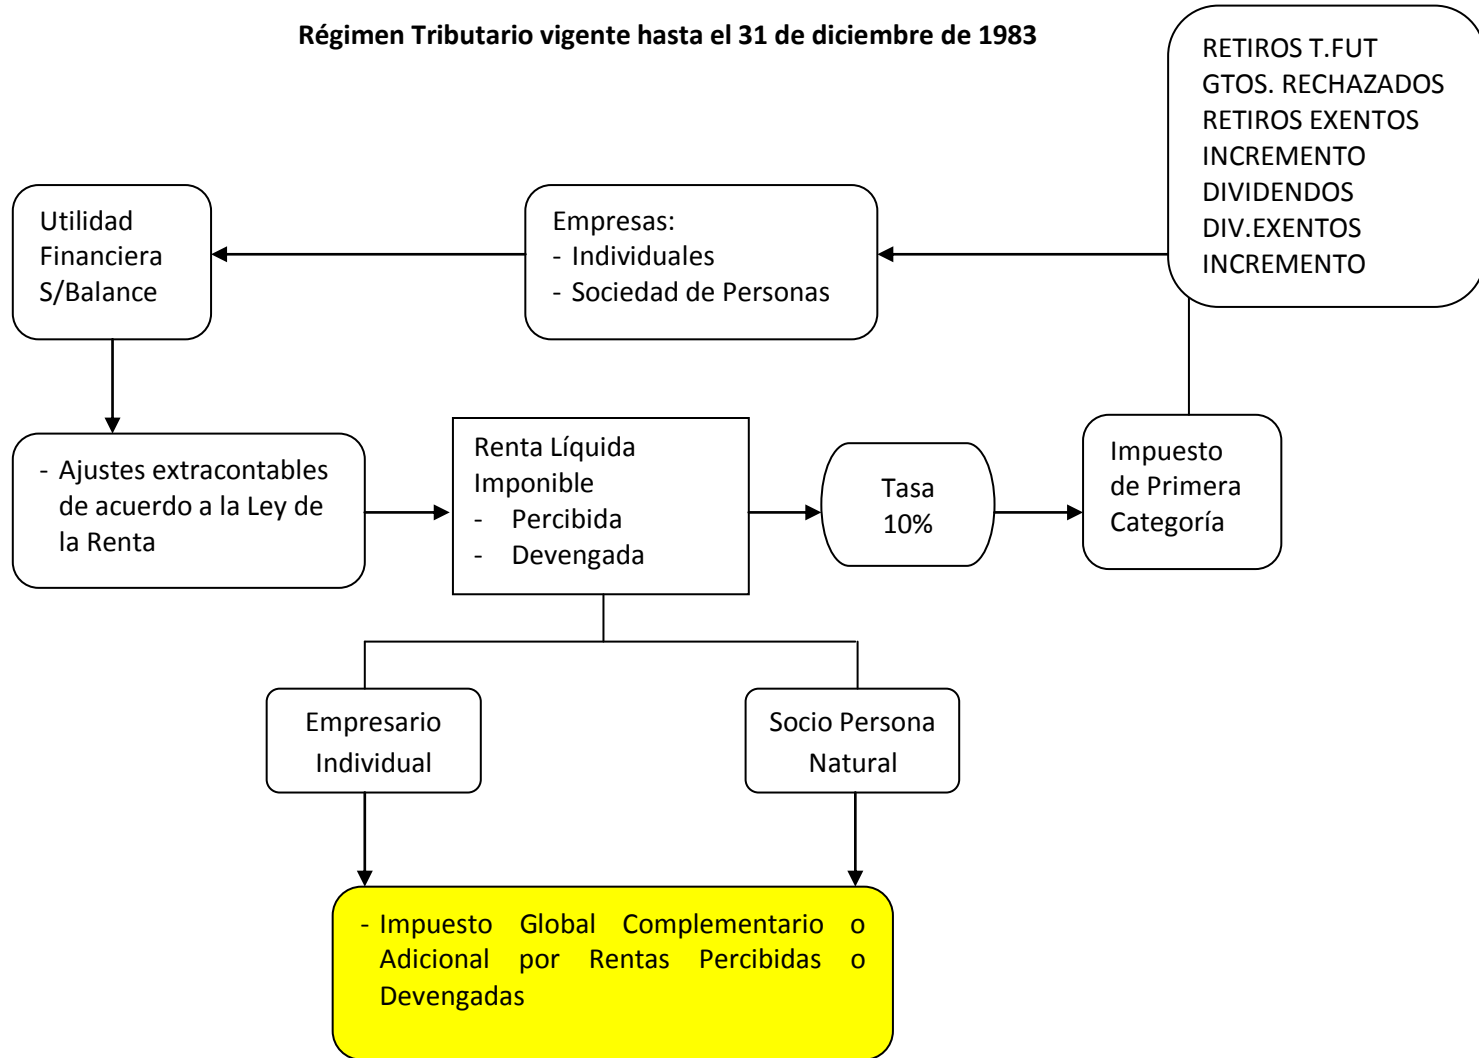 Régimen Tributario vigente hasta el 31 de diciembre de 1983
RETIROS T.FUT
GTOS. RECHAZADOS
RETIROS EXENTOS
INCREMENTO
DIVIDENDOS
DIV.EXENTOS
INCREMENTO
Utilidad
Financiera
S/Balance
Empresas:
- Individuales
- Sociedad de Personas
- Ajustes extracontables
de acuerdo a la Ley de
la Renta
Renta Líquida
Imponible
- Percibida
- Devengada
Tasa
10%
Impuesto
de Primera
Categoría
Empresario
Individual
Socio Persona
Natural
- Impuesto Global Complementario o
Adicional por Rentas Percibidas o
Devengadas